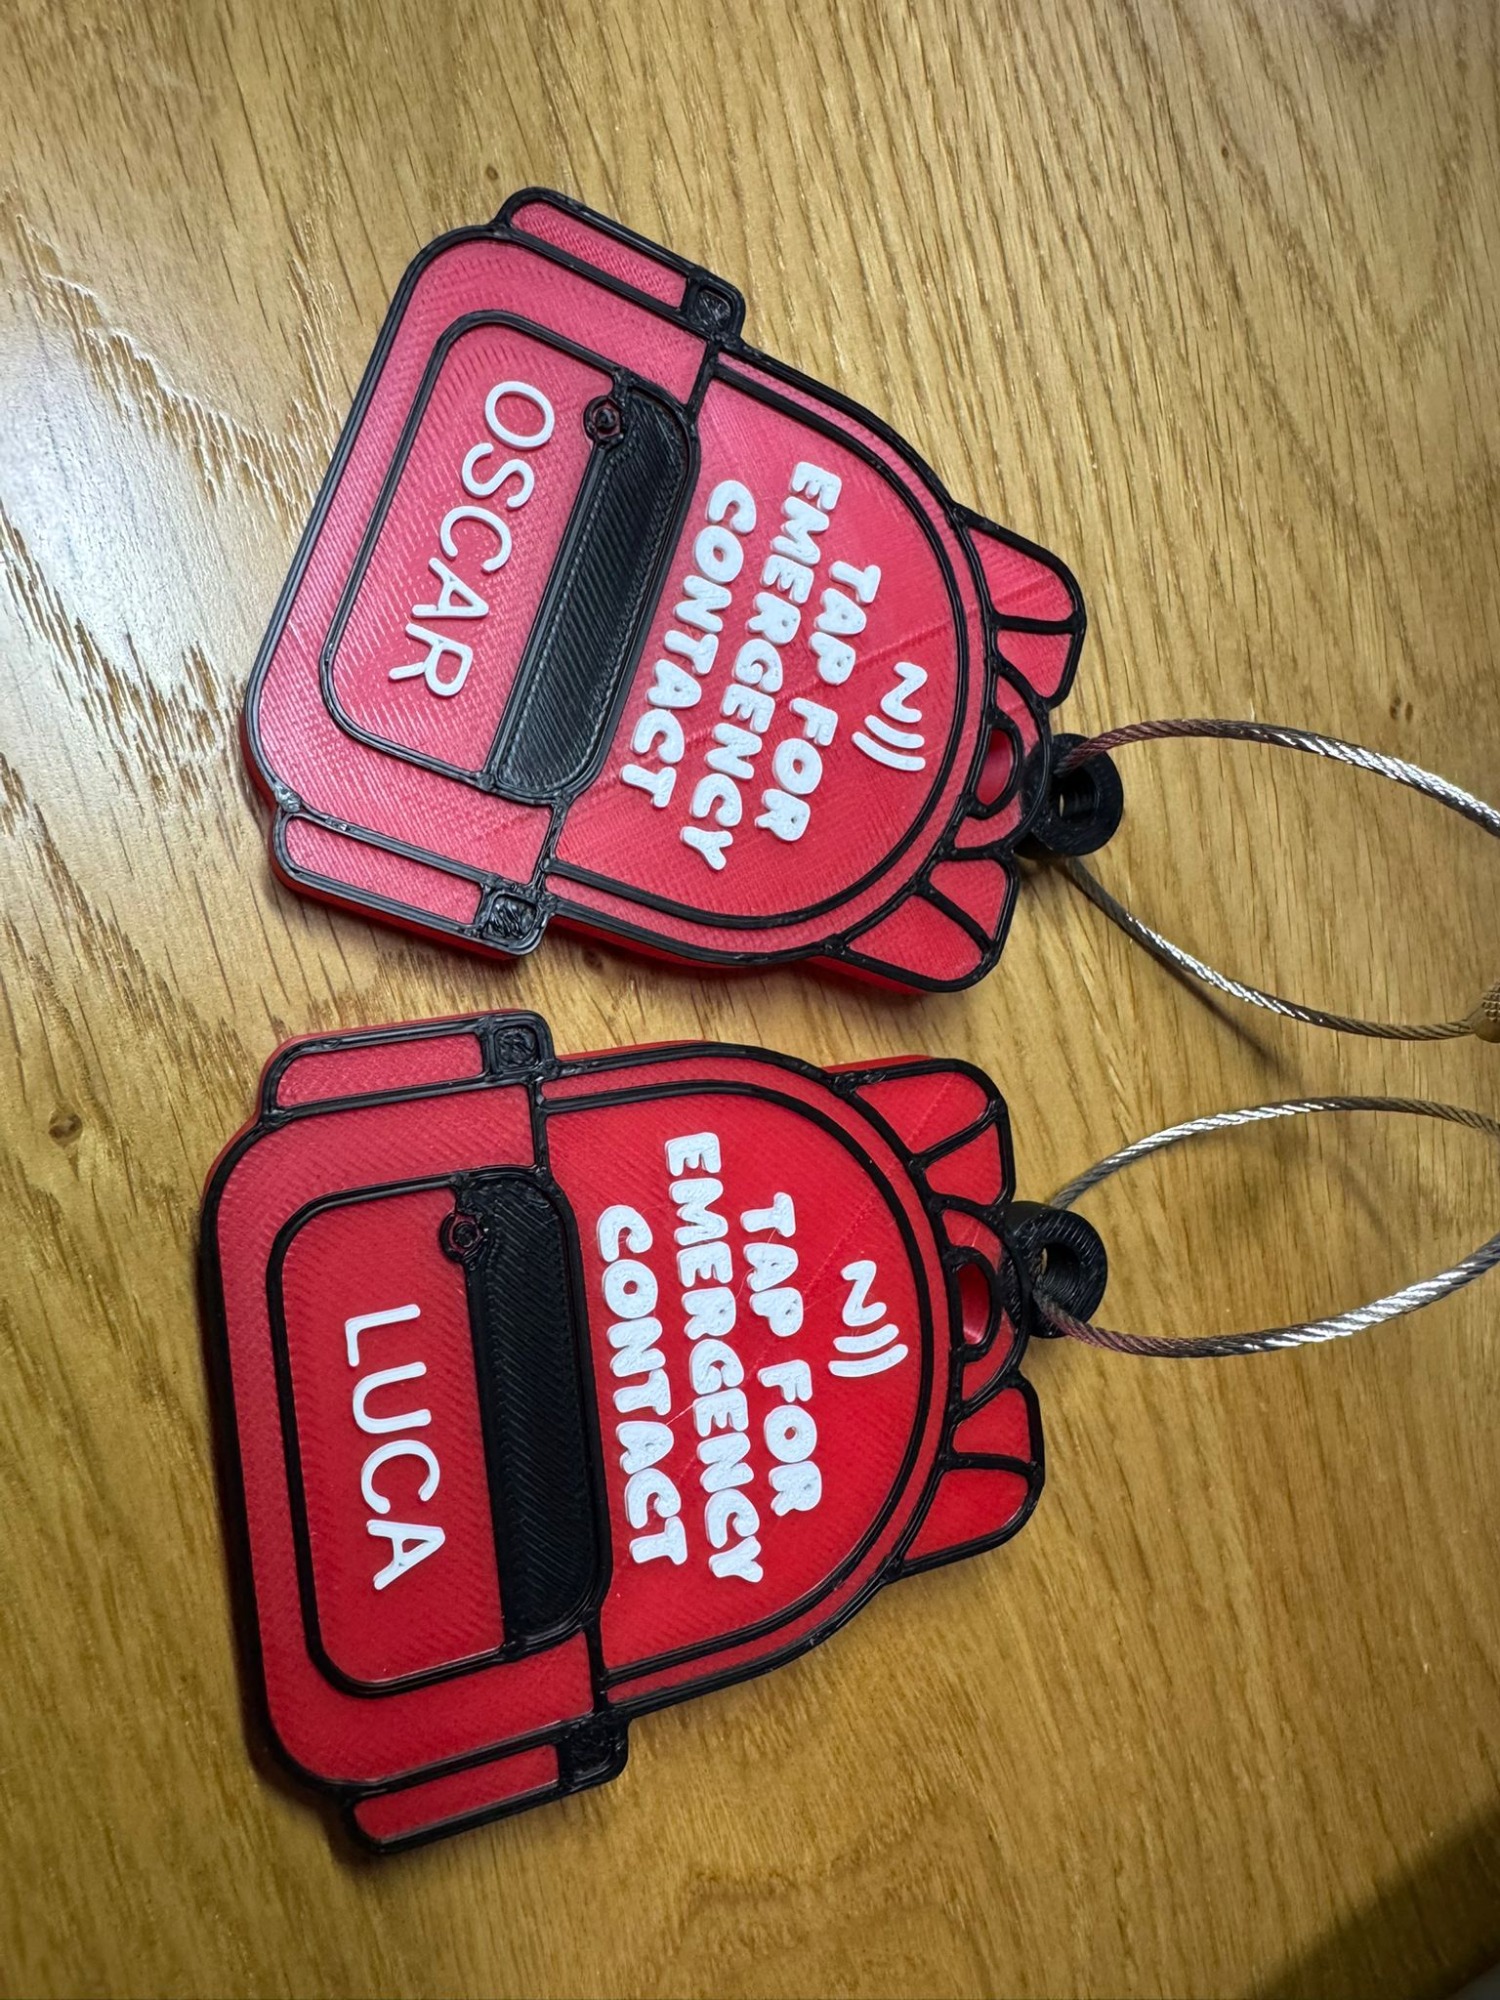 N
TAP FOR
EMERGENCY
CONTACT
OSCAR
N
TAP FOR
EMERGENCY
CONTACT
LUCA